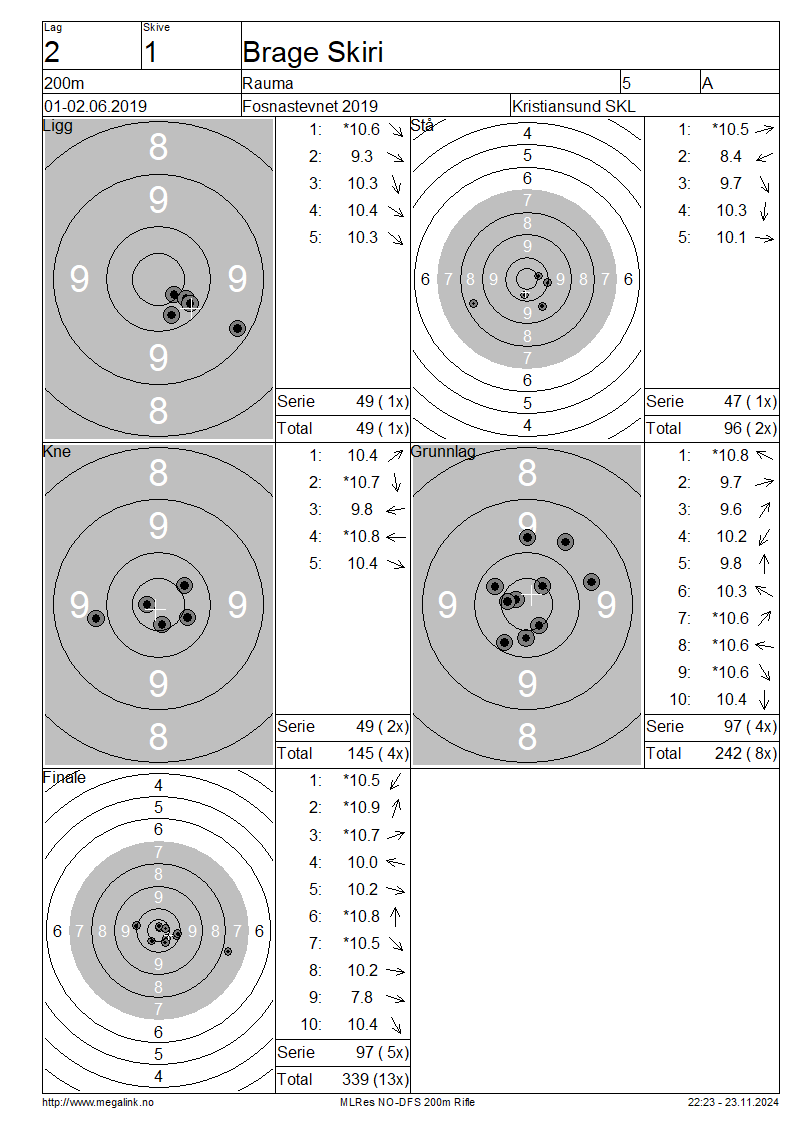 Lag
Skive
2
1
Brage Skiri
200m
Rauma
5
A
01-02.06.2019
Fosnastevnet 2019
Kristiansund SKL
Ligg
8
9
9
9
9
8
1: *10.6
2: 9.3
3: 10.3
4: 10.4
5: 10.3
Serie 49 ( 1x)
Total 49 ( 1x)
Stå
4
5
6
7
8
9
6 7 8 9 9 8 7 6
9
8
7
6
5
4
1: *10.5
2: 8.4
3: 9.7
4: 10.3
5: 10.1
Serie 47 ( 1x)
Total 96 ( 2x)
Kne
8
9
9
9
9
8
1: 10.4
2: *10.7
3: 9.8
4: *10.8
5: 10.4
Serie 49 ( 2x)
Total 145 ( 4x)
Grunnlag
8
9
9
9
9
8
1: *10.8
2: 9.7
3: 9.6
4: 10.2
5: 9.8
6: 10.3
7: *10.6
8: *10.6
9: *10.6
10: 10.4
Serie 97 ( 4x)
Total 242 ( 8x)
Finale
4
5
6
7
8
9
6 7 8 9 9 8 7 6
9
8
7
6
5
4
1: *10.5
2: *10.9
3: *10.7
4: 10.0
5: 10.2
6: *10.8
7: *10.5
8: 10.2
9: 7.8
10: 10.4
Serie 97 ( 5x)
Total 339 (13x)
http://www.megalink.no
MLRes NO-DFS 200m Rifle
22:23 - 23.11.2024